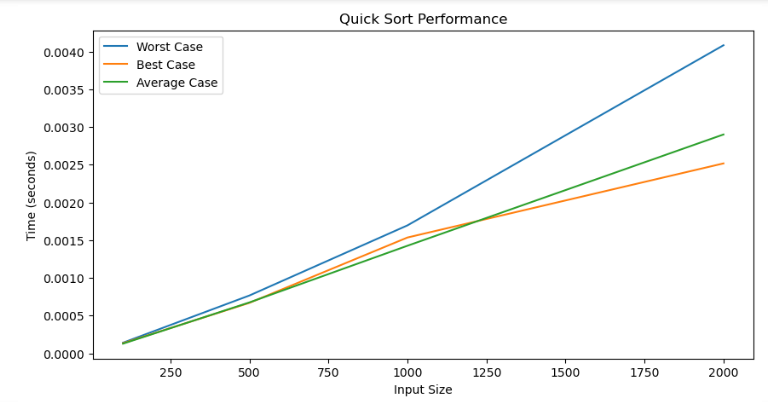 Quick Sort Performance
Worst Case
Best Case
Average Case
Time (seconds)
0.0040
0.0035
0.0030
0.0025
0.0020
0.0015
0.0010
0.0005
0.0000
250 500 750 1000 1250 1500 1750 2000
Input Size